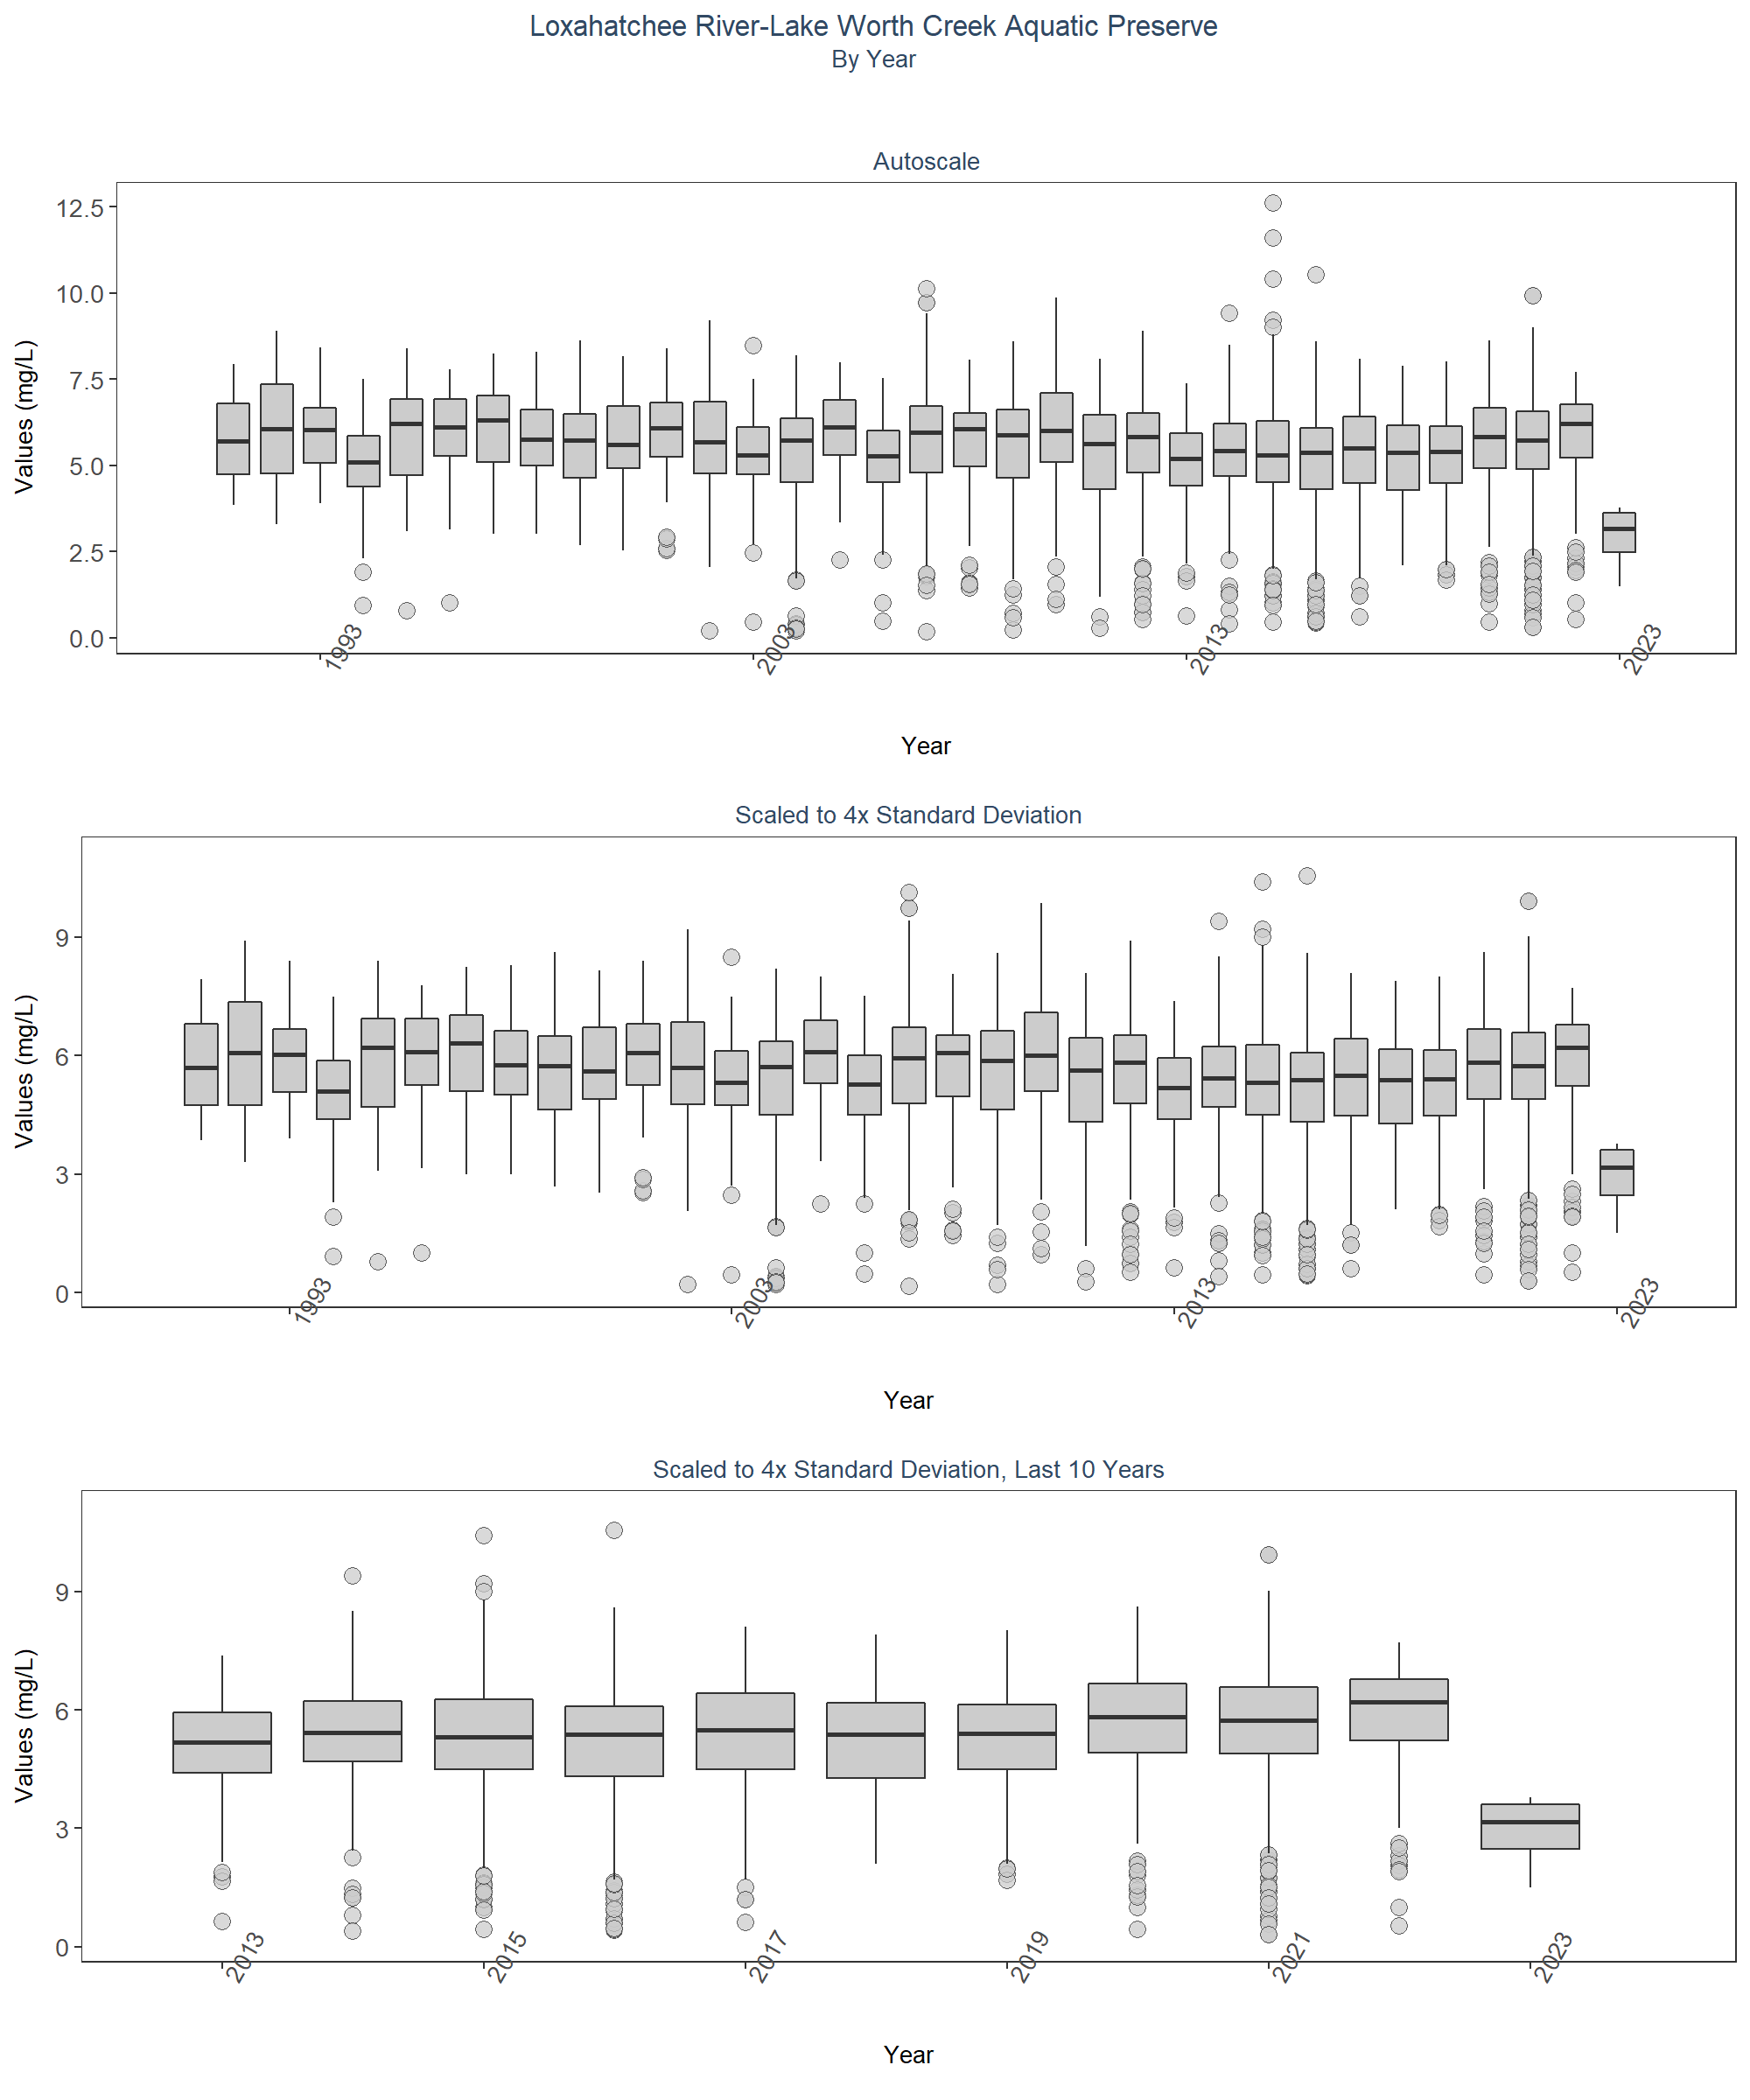 Loxahatchee River-Lake Worth Creek Aquatic Preserve
By Year
Autoscale
Values (mg/L)
12.5
10.0
7.5
5.0
2.5
0.0
1993
2003
2013
2023
Year
Scaled to 4x Standard Deviation
Values (mg/L)
9
6
3
0
1993
2003
2013
2023
Year
Scaled to 4x Standard Deviation, Last 10 Years
Values (mg/L)
9
6
3
0
2013
2015
2017
2019
2021
2023
Year